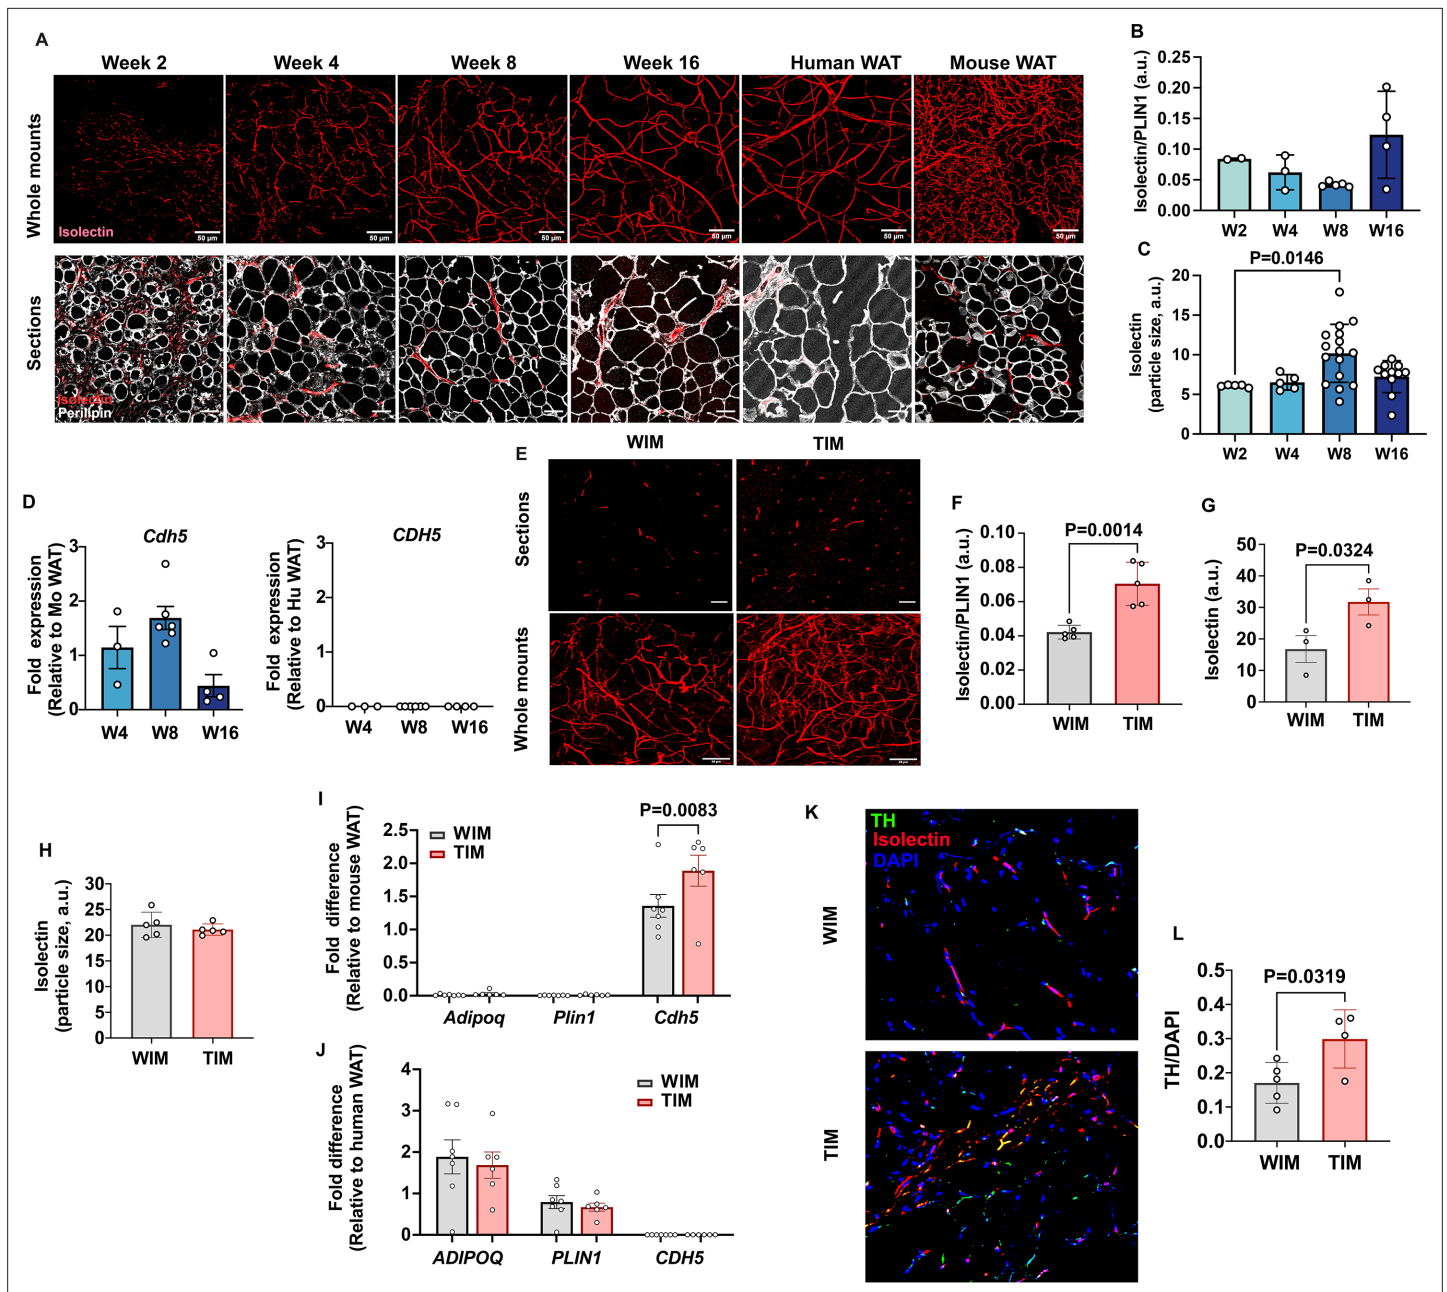 A
Week 2
Week 4
Week 8
Week 16
Human WAT
Mouse WAT
Whole mounts
Isolectin
50 µm
50 µm
50 µm
50 µm
50 µm
50 µm
Sections
Isolectin
Perilipin
B
Isolectin/PLIN1 (a.u.)
0.25
0.20
0.15
0.10
0.05
0.00
W2
W4
W8
W16
C
P=0.0146
Isolectin
(particle size, a.u.)
20
15
10
5
0
W2
W4
W8
W16
D
Cdh5
Fold expression
(Relative to Mo WAT)
3
2
1
0
W4
W8
W16
CDH5
Fold expression
(Relative to Hu WAT)
3
2
1
0
W4
W8
W16
E
WIM
TIM
Sections
Whole mounts
F
P=0.0014
Isolectin/PLIN1 (a.u.)
0.10
0.08
0.06
0.04
0.02
0.00
WIM
TIM
G
P=0.0324
Isolectin (a.u.)
50
40
30
20
10
0
WIM
TIM
H
Isolectin
(particle size, a.u.)
30
25
20
15
10
5
0
WIM
TIM
I
P=0.0083
WIM
TIM
Fold difference
(Relative to mouse WAT)
2.5
2.0
1.5
1.0
0.5
0.0
Adipoq
Plin1
Cdh5
J
WIM
TIM
Fold difference
(Relative to human WAT)
4
3
2
1
0
ADIPOQ
PLIN1
CDH5
K
TH
Isolectin
DAPI
WIM
TIM
L
P=0.0319
TH/DAPI
0.5
0.4
0.3
0.2
0.1
0.0
WIM
TIM